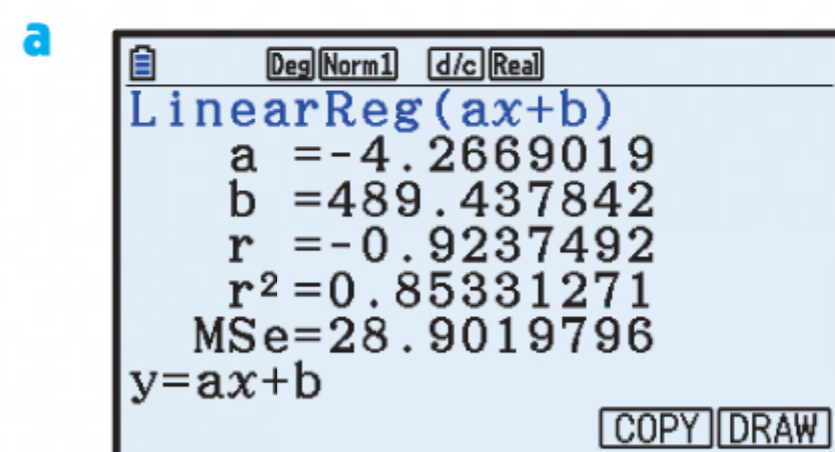 a
Deg Norm1 d/c Real
LinearReg(ax+b)
a =-4.2669019
b =489.437842
r =-0.9237492
r²=0.85331271
MSe=28.9019796
y=ax+b
COPY DRAW